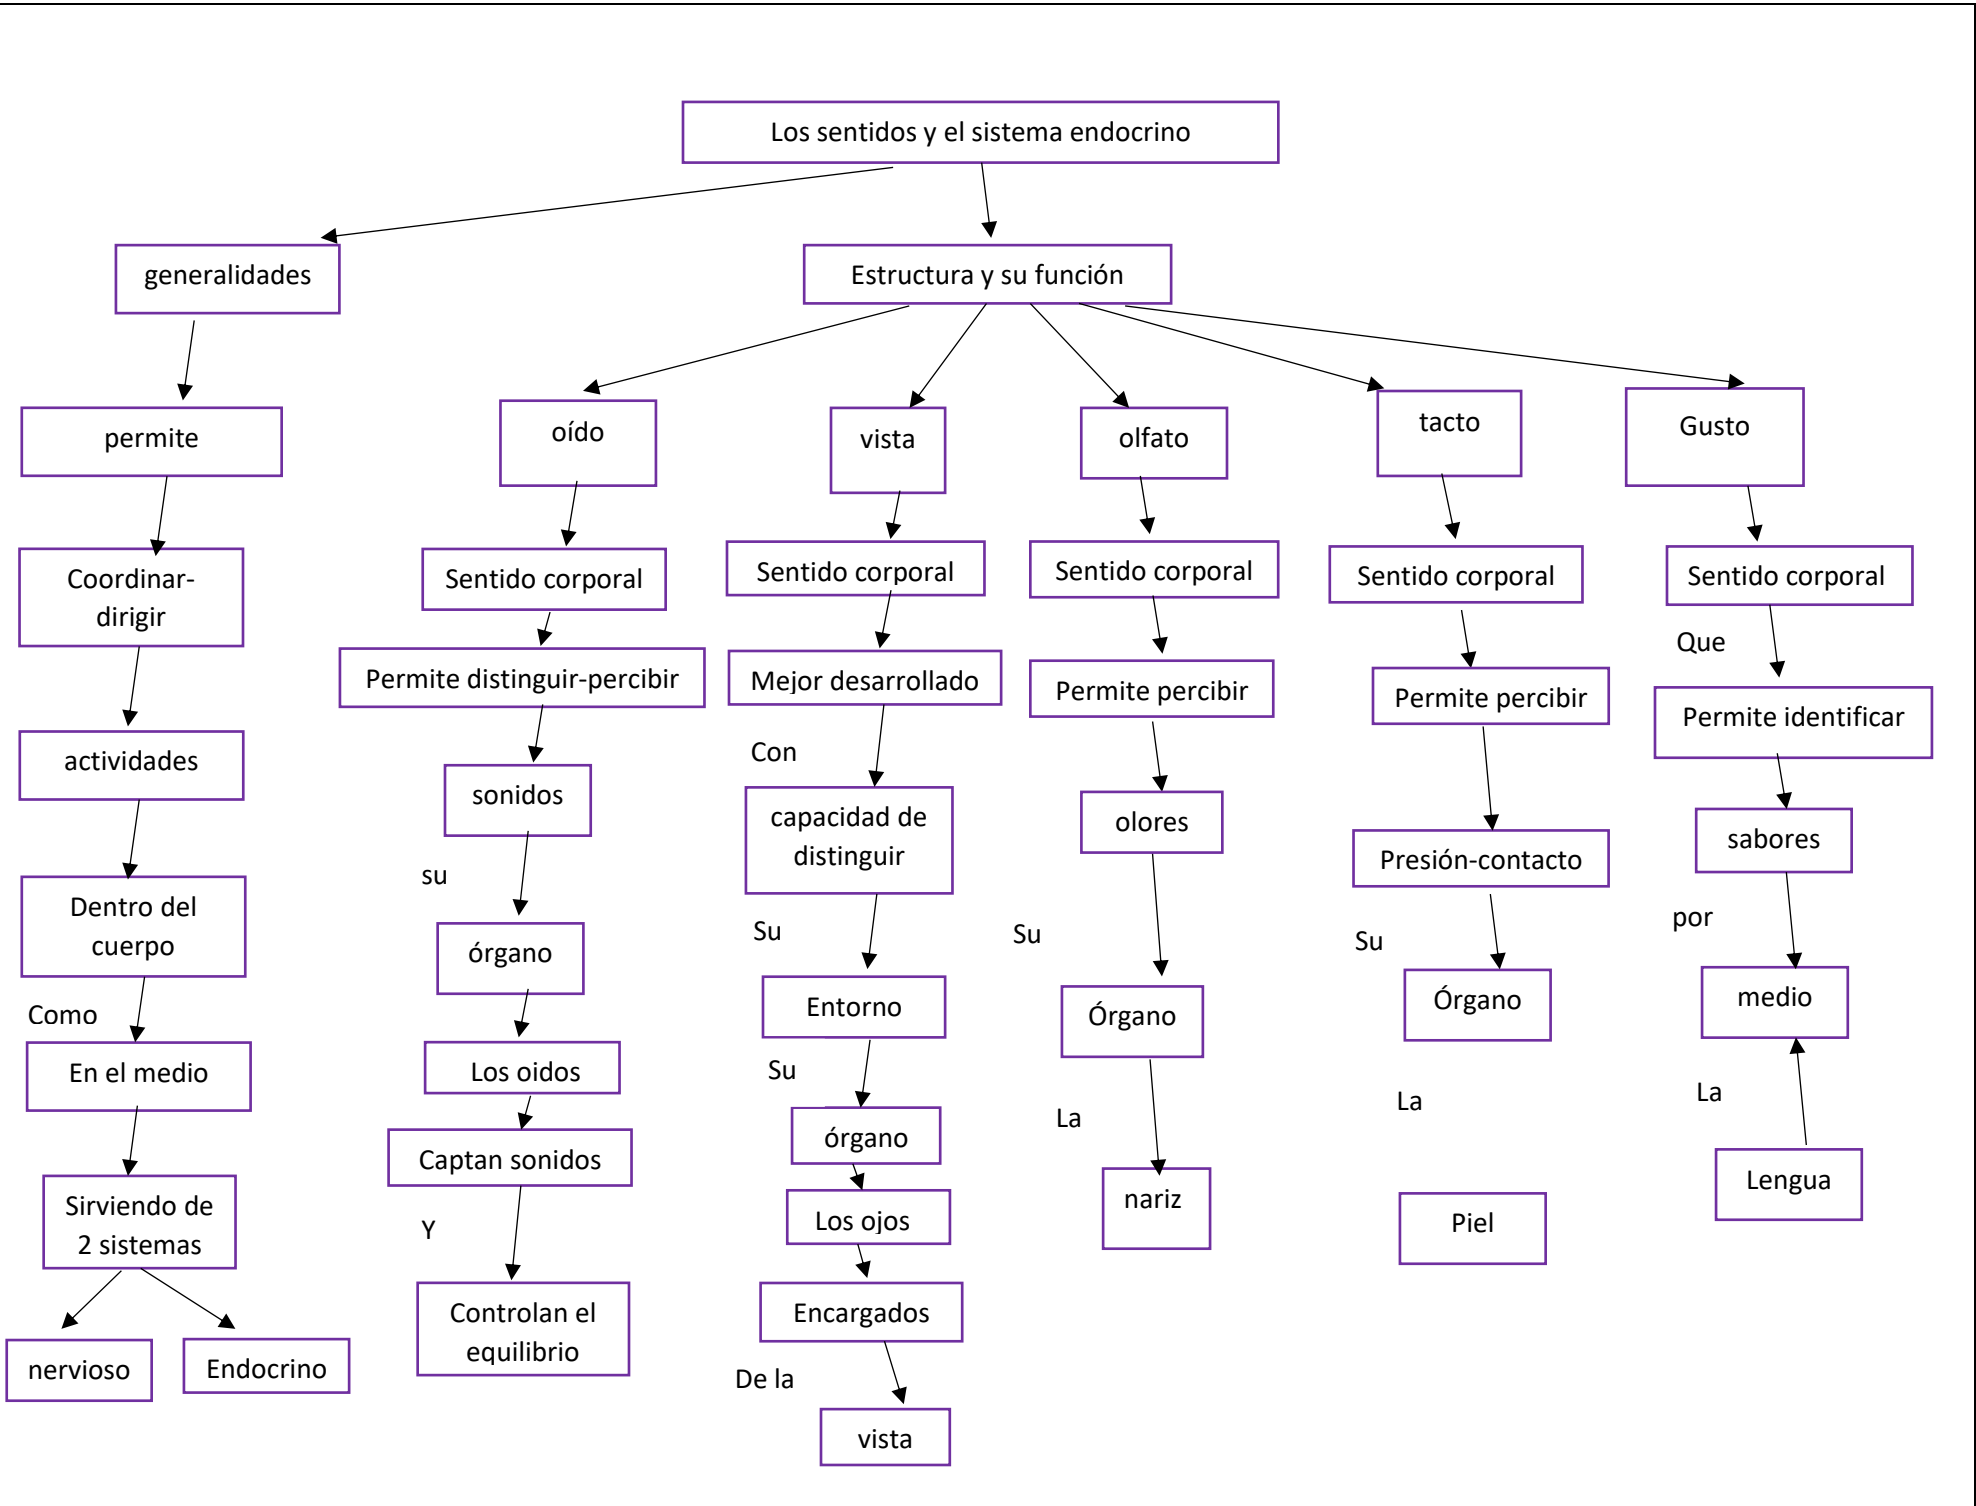 Los sentidos y el sistema endocrino
generalidades
Estructura y su función
permite
Coordinar-
dirigir
actividades
Dentro del
cuerpo
Como
En el medio
Sirviendo de
2 sistemas
nervioso
Endocrino
oído
Sentido corporal
Permite distinguir-percibir
sonidos
su
órgano
Los oidos
Captan sonidos
Y
Controlan el
equilibrio
vista
Sentido corporal
Mejor desarrollado
Con
capacidad de
distinguir
Su
Entorno
Su
órgano
Los ojos
Encargados
De la
vista
olfato
Sentido corporal
Permite percibir
olores
Su
Órgano
La
nariz
tacto
Sentido corporal
Permite percibir
Presión-contacto
Su
Órgano
La
Piel
Gusto
Sentido corporal
Que
Permite identificar
sabores
por
medio
La
Lengua